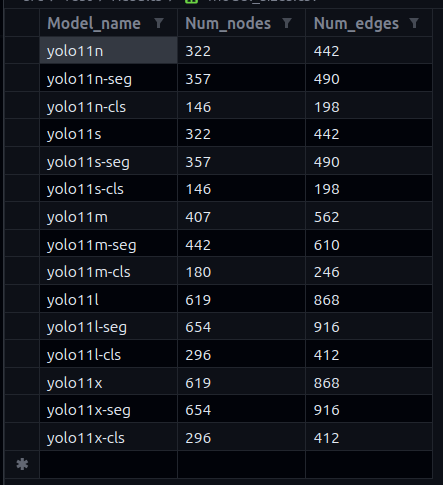 Model_name Num_nodes Num_edges
yolo11n 322 442
yolo11n-seg 357 490
yolo11n-cls 146 198
yolo11s 322 442
yolo11s-seg 357 490
yolo11s-cls 146 198
yolo11m 407 562
yolo11m-seg 442 610
yolo11m-cls 180 246
yolo11l 619 868
yolo11l-seg 654 916
yolo11l-cls 296 412
yolo11x 619 868
yolo11x-seg 654 916
yolo11x-cls 296 412